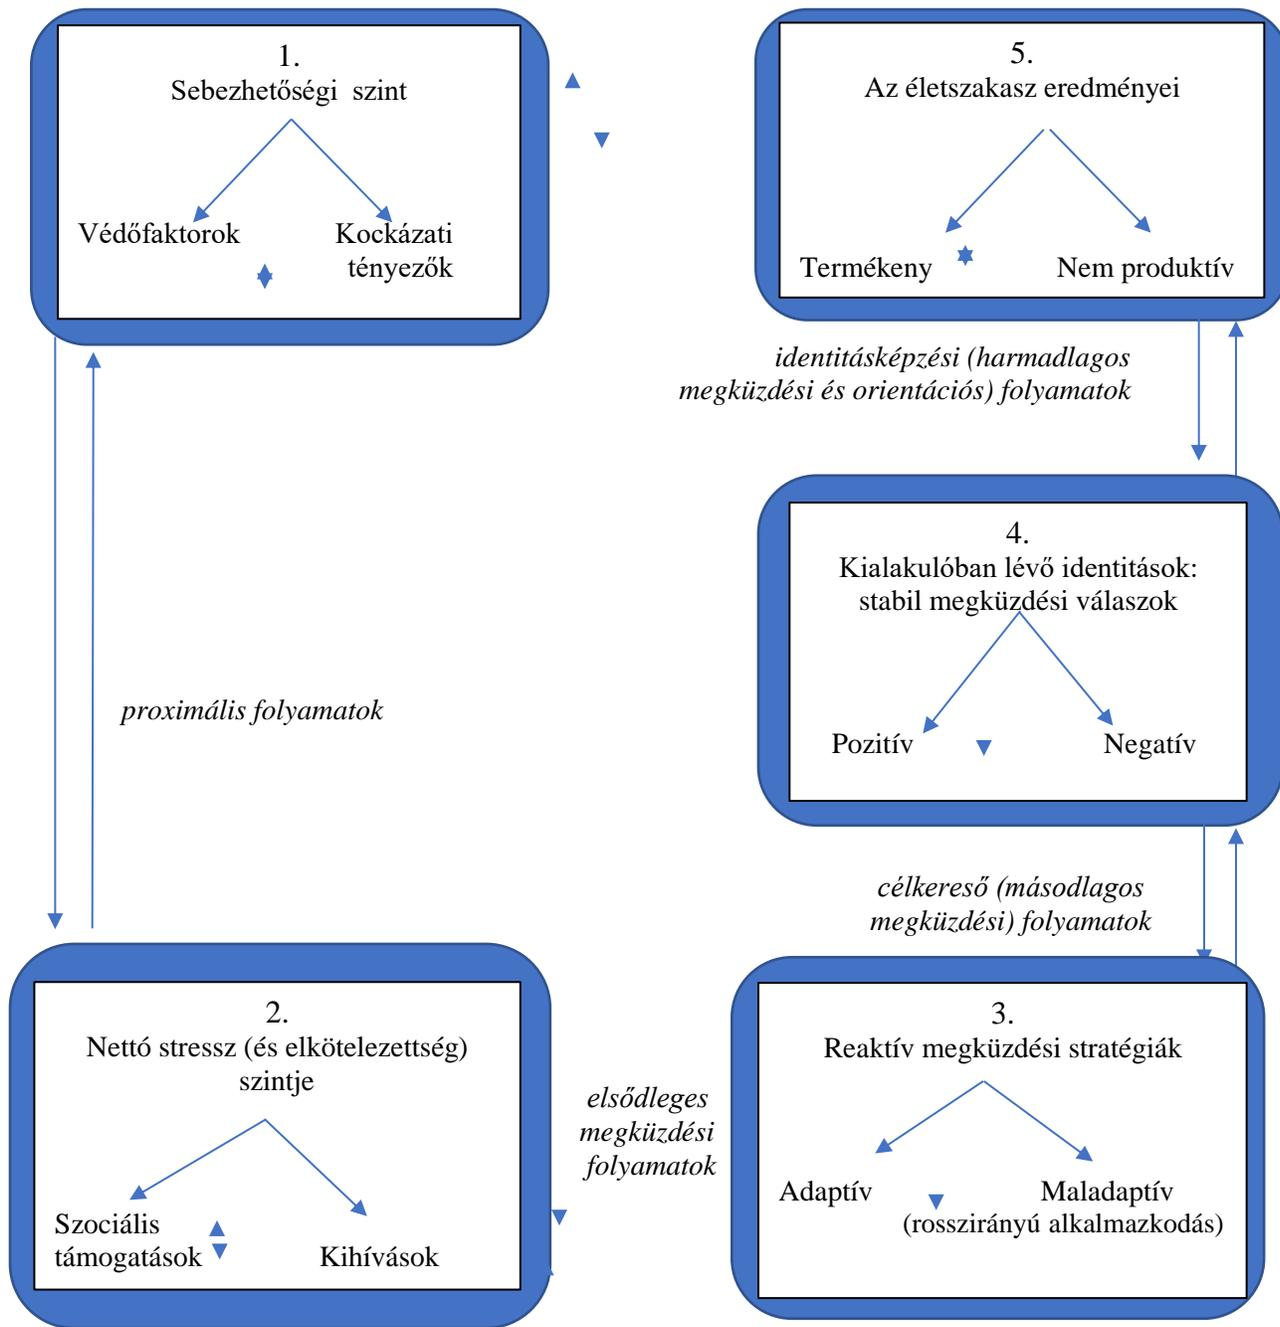 1.
Sebezhetőségi szint
Védőfaktorok
Kockázati
tényezők
5.
Az életszakasz eredményei
Termékeny
Nem produktív
identitásképzési (harmadlagos
megküzdési és orientációs) folyamatok
4.
Kialakulóban lévő identitások:
stabil megküzdési válaszok
Pozitív
Negatív
proximális folyamatok
célkereső (másodlagos
megküzdési) folyamatok
2.
Nettó stressz (és elkötelezettség)
szintje
Szociális
támogatások
Kihívások
elsődleges
megküzdési
folyamatok
3.
Reaktív megküzdési stratégiák
Adaptív
Maladaptív
(rosszirányú alkalmazkodás)